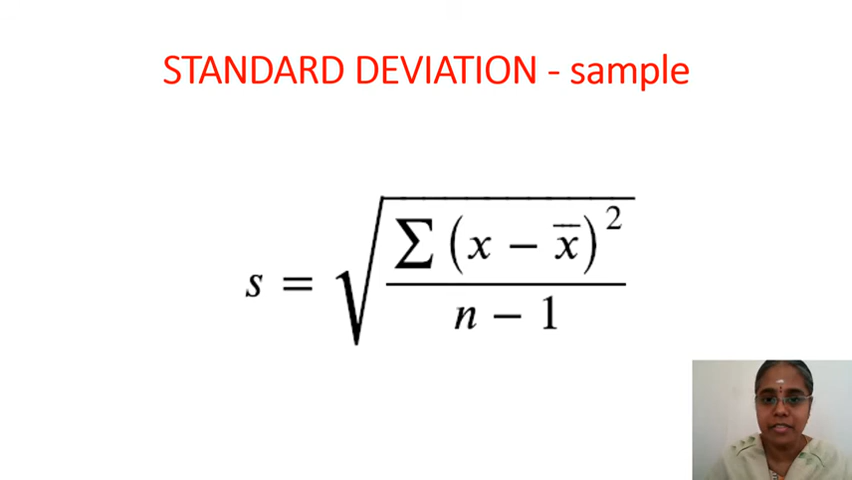 STANDARD DEVIATION - sample
s = √(Σ (x − x̅)² / (n − 1))